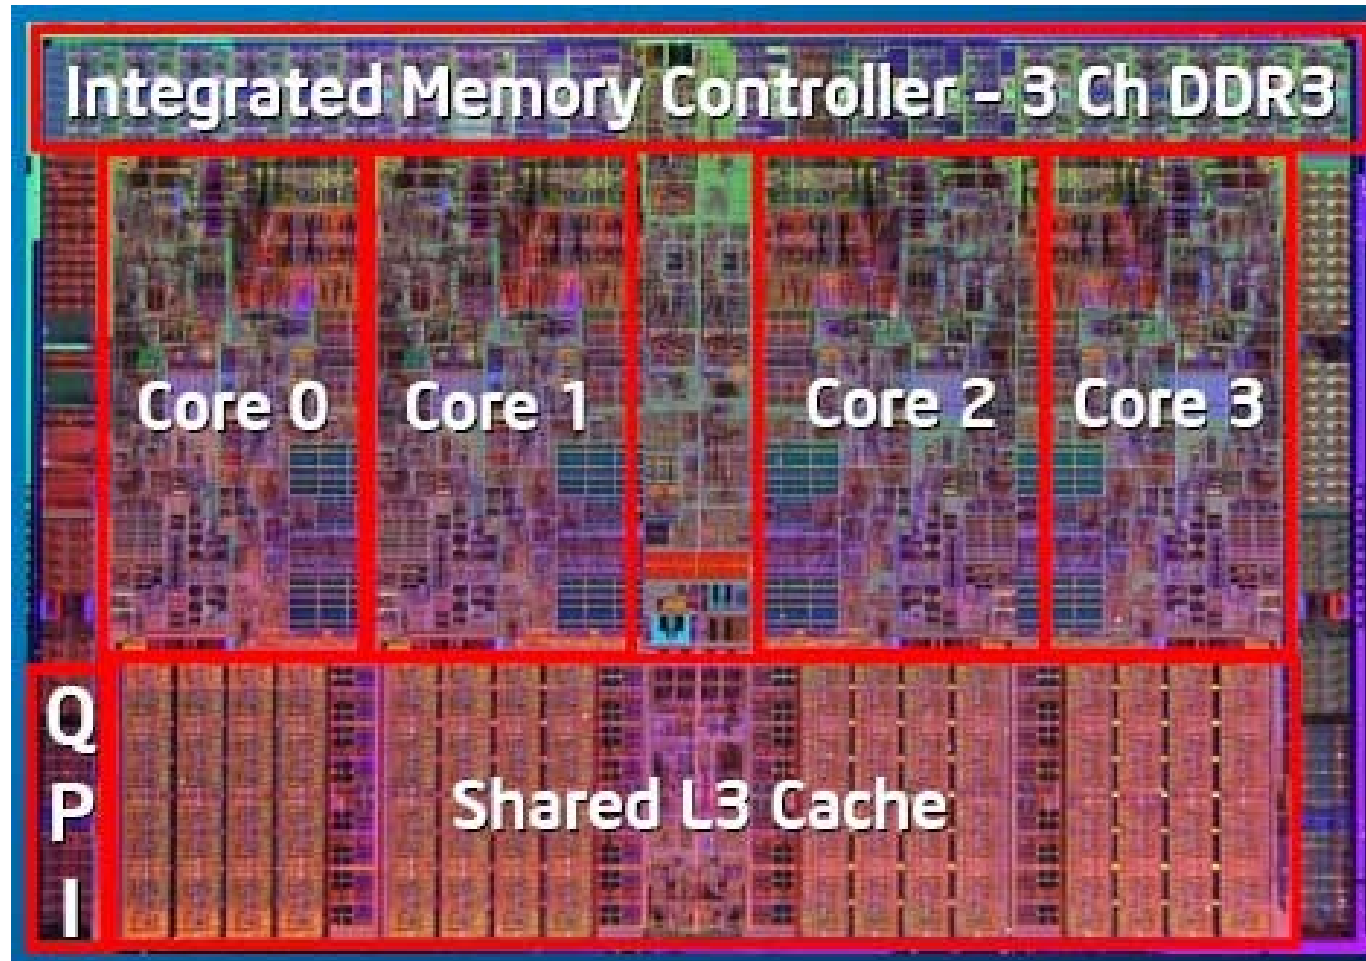 Integrated Memory Controller - 3 Ch DDR3
Core 0
Core 1
Core 2
Core 3
Q
P
I
Shared L3 Cache